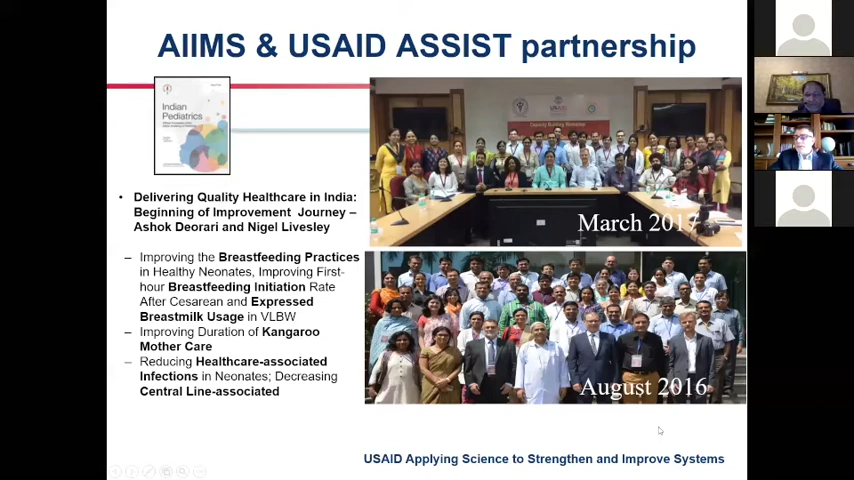 AIIMS & USAID ASSIST partnership
Indian
Pediatrics
• Delivering Quality Healthcare in India:
Beginning of Improvement Journey –
Ashok Deorari and Nigel Livesley
– Improving the Breastfeeding Practices
in Healthy Neonates, Improving First-
hour Breastfeeding Initiation Rate
After Cesarean and Expressed
Breastmilk Usage in VLBW
– Improving Duration of Kangaroo
Mother Care
– Reducing Healthcare-associated
Infections in Neonates; Decreasing
Central Line-associated
March 2017
August 2016
USAID Applying Science to Strengthen and Improve Systems